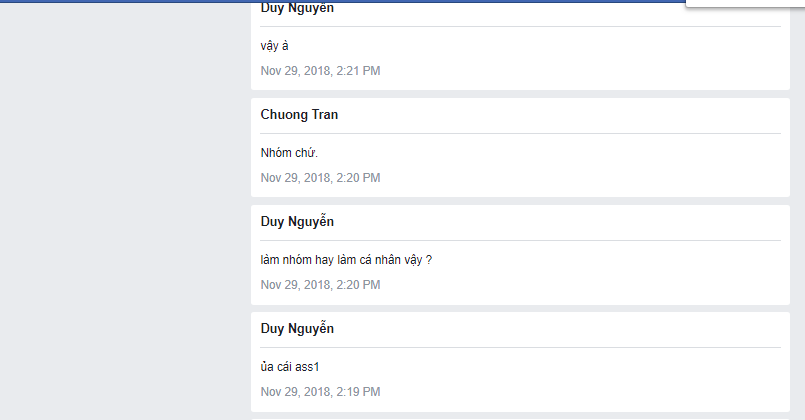 Duy Nguyễn
vậy à
Nov 29, 2018, 2:21 PM
Chuong Tran
Nhóm chứ.
Nov 29, 2018, 2:20 PM
Duy Nguyễn
làm nhóm hay làm cá nhân vậy ?
Nov 29, 2018, 2:20 PM
Duy Nguyễn
ủa cái ass1
Nov 29, 2018, 2:19 PM